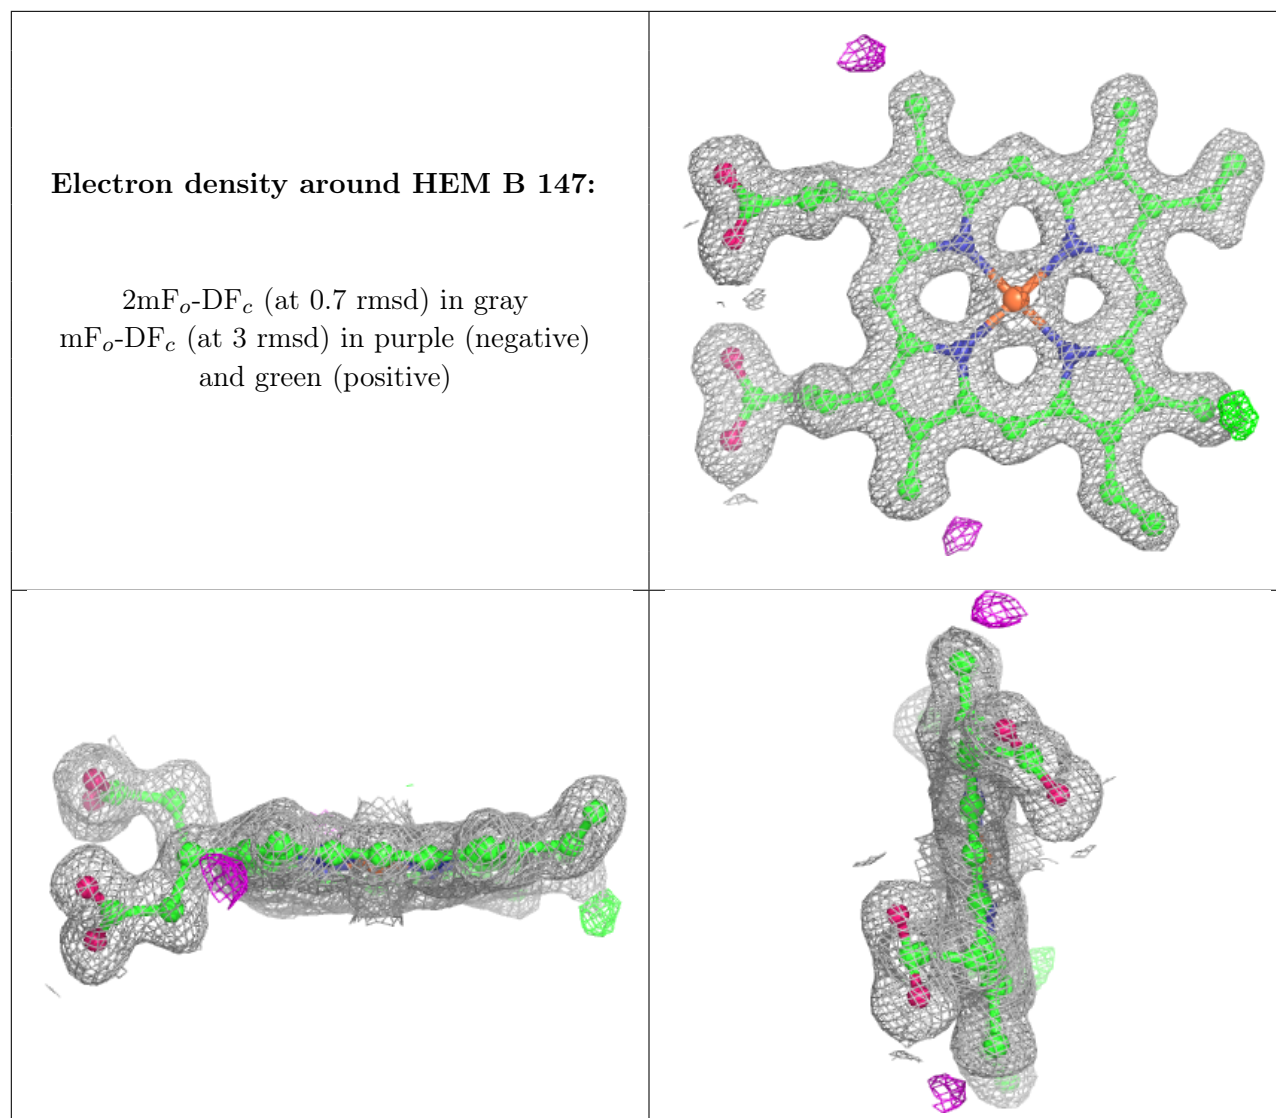 Electron density around HEM B 147:
2mFo-DFc (at 0.7 rmsd) in gray
mFo-DFc (at 3 rmsd) in purple (negative)
and green (positive)